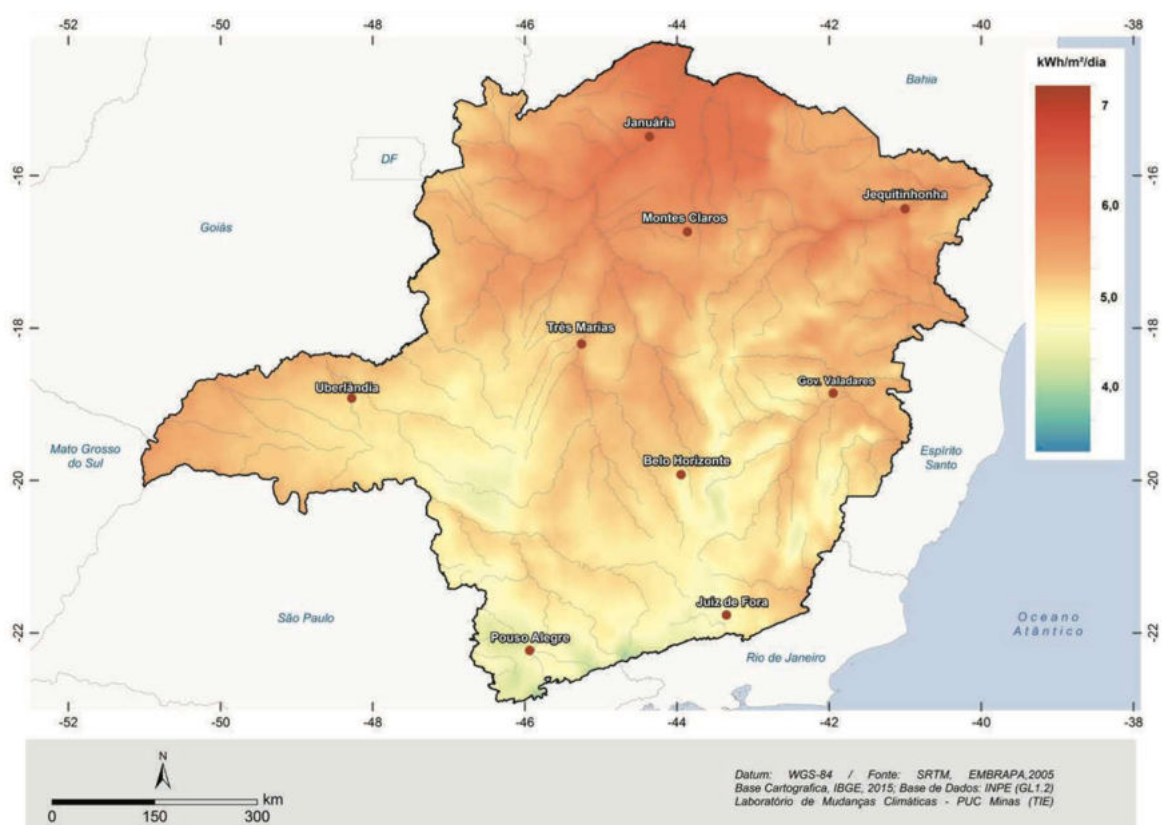 -52 -50 -48 -46 -44 -42 -40 -38
kWh/m²/dia
7
6,0
5,0
4,0
Bahia
Januária
-16 -16
DF
Jequitinhonha
Goiás
Montes Claros
-18 -18
Três Marias
Uberlândia
Gov. Valadares
Mato Grosso
do Sul
Belo Horizonte
Espírito
Santo
-20 -20
São Paulo
Juiz de Fora
Oceano
Atlântico
-22 -22
Pouso Alegre
Rio de Janeiro
-52 -50 -48 -46 -44 -42 -40 -38
N
km
0 150 300
Datum: WGS-84 / Fonte: SRTM, EMBRAPA,2005
Base Cartografica, IBGE, 2015; Base de Dados: INPE (GL1.2)
Laboratório de Mudanças Climáticas - PUC Minas (TIE)